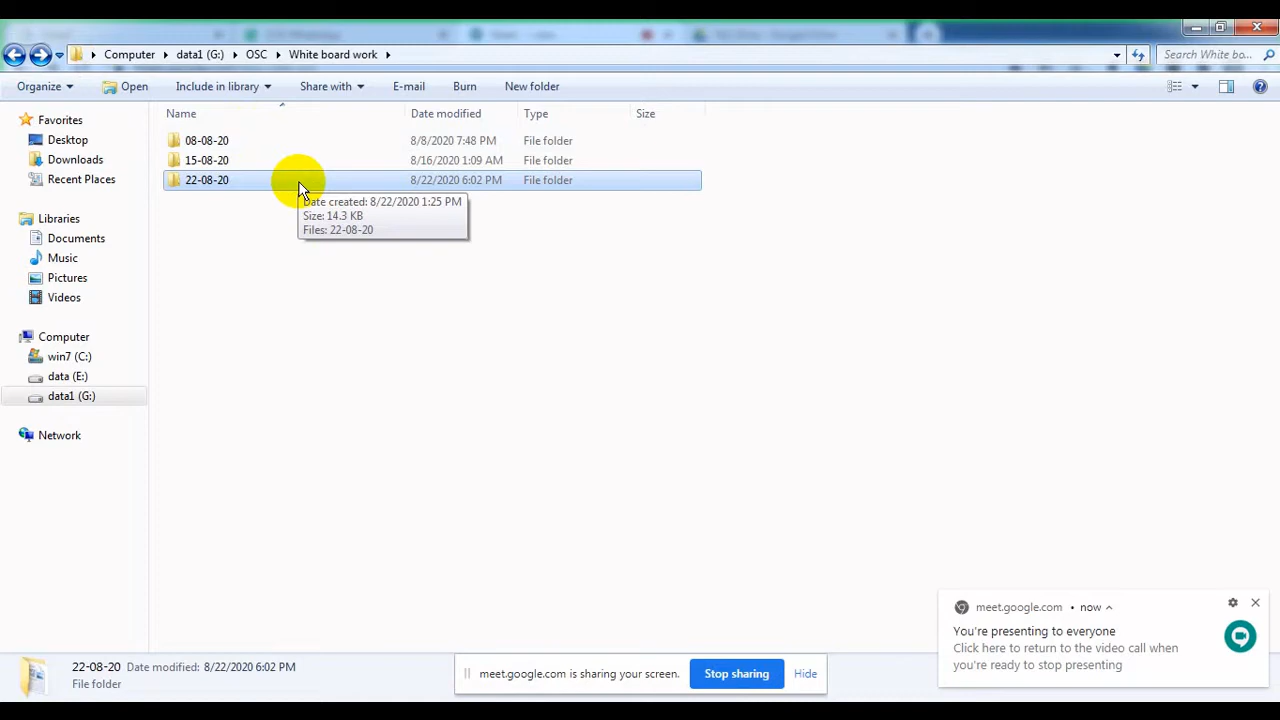 Computer data1 (G:) OSC White board work
Search White bo...
Organize Open Include in library Share with E-mail Burn New folder
Name Date modified Type Size
Favorites
Desktop
Downloads
Recent Places
Libraries
Documents
Music
Pictures
Videos
Computer
win7 (C:)
data (E:)
data1 (G:)
Network
08-08-20 8/8/2020 7:48 PM File folder
15-08-20 8/16/2020 1:09 AM File folder
22-08-20 8/22/2020 6:02 PM File folder
Date created: 8/22/2020 1:25 PM
Size: 14.3 KB
Files: 22-08-20
meet.google.com • now
You're presenting to everyone
Click here to return to the video call when
you're ready to stop presenting
22-08-20 Date modified: 8/22/2020 6:02 PM
File folder
meet.google.com is sharing your screen. Stop sharing Hide